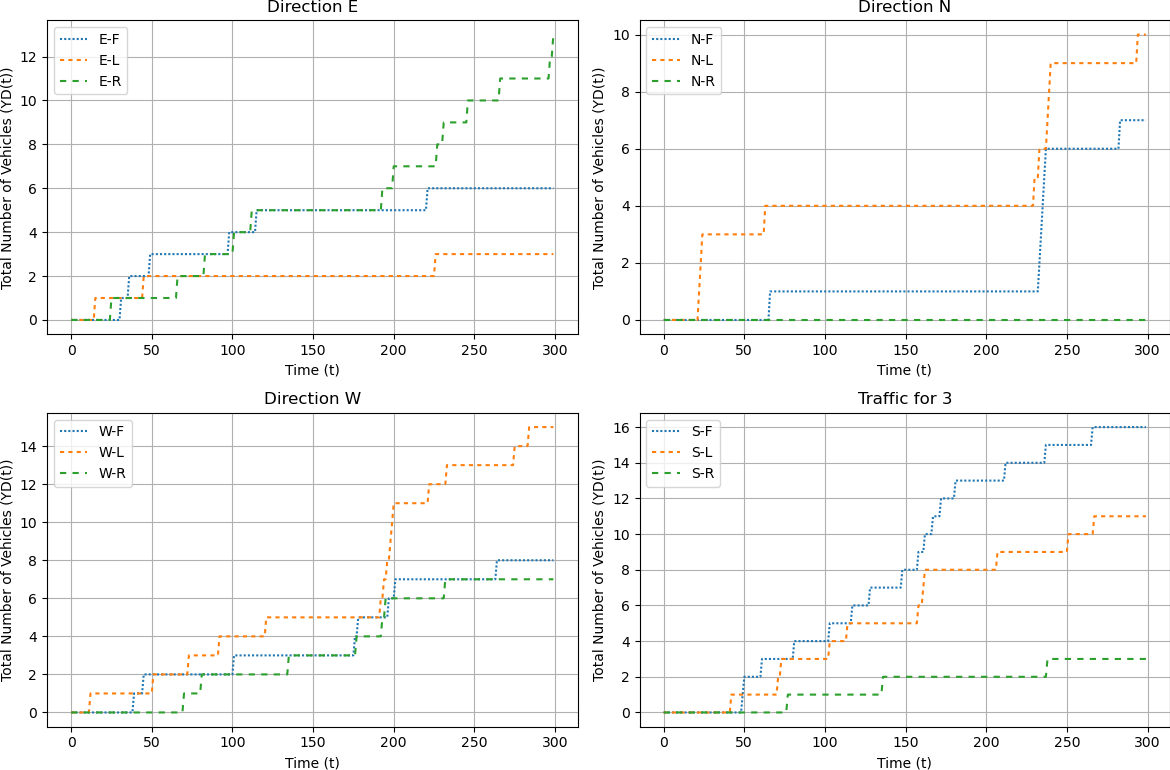 Direction E
Total Number of Vehicles (YD(t))
12
10
8
6
4
2
0
E-F
E-L
E-R
0 50 100 150 200 250 300
Time (t)
Direction N
Total Number of Vehicles (YD(t))
10
8
6
4
2
0
N-F
N-L
N-R
0 50 100 150 200 250 300
Time (t)
Direction W
Total Number of Vehicles (YD(t))
14
12
10
8
6
4
2
0
W-F
W-L
W-R
0 50 100 150 200 250 300
Time (t)
Traffic for 3
Total Number of Vehicles (YD(t))
16
14
12
10
8
6
4
2
0
S-F
S-L
S-R
0 50 100 150 200 250 300
Time (t)